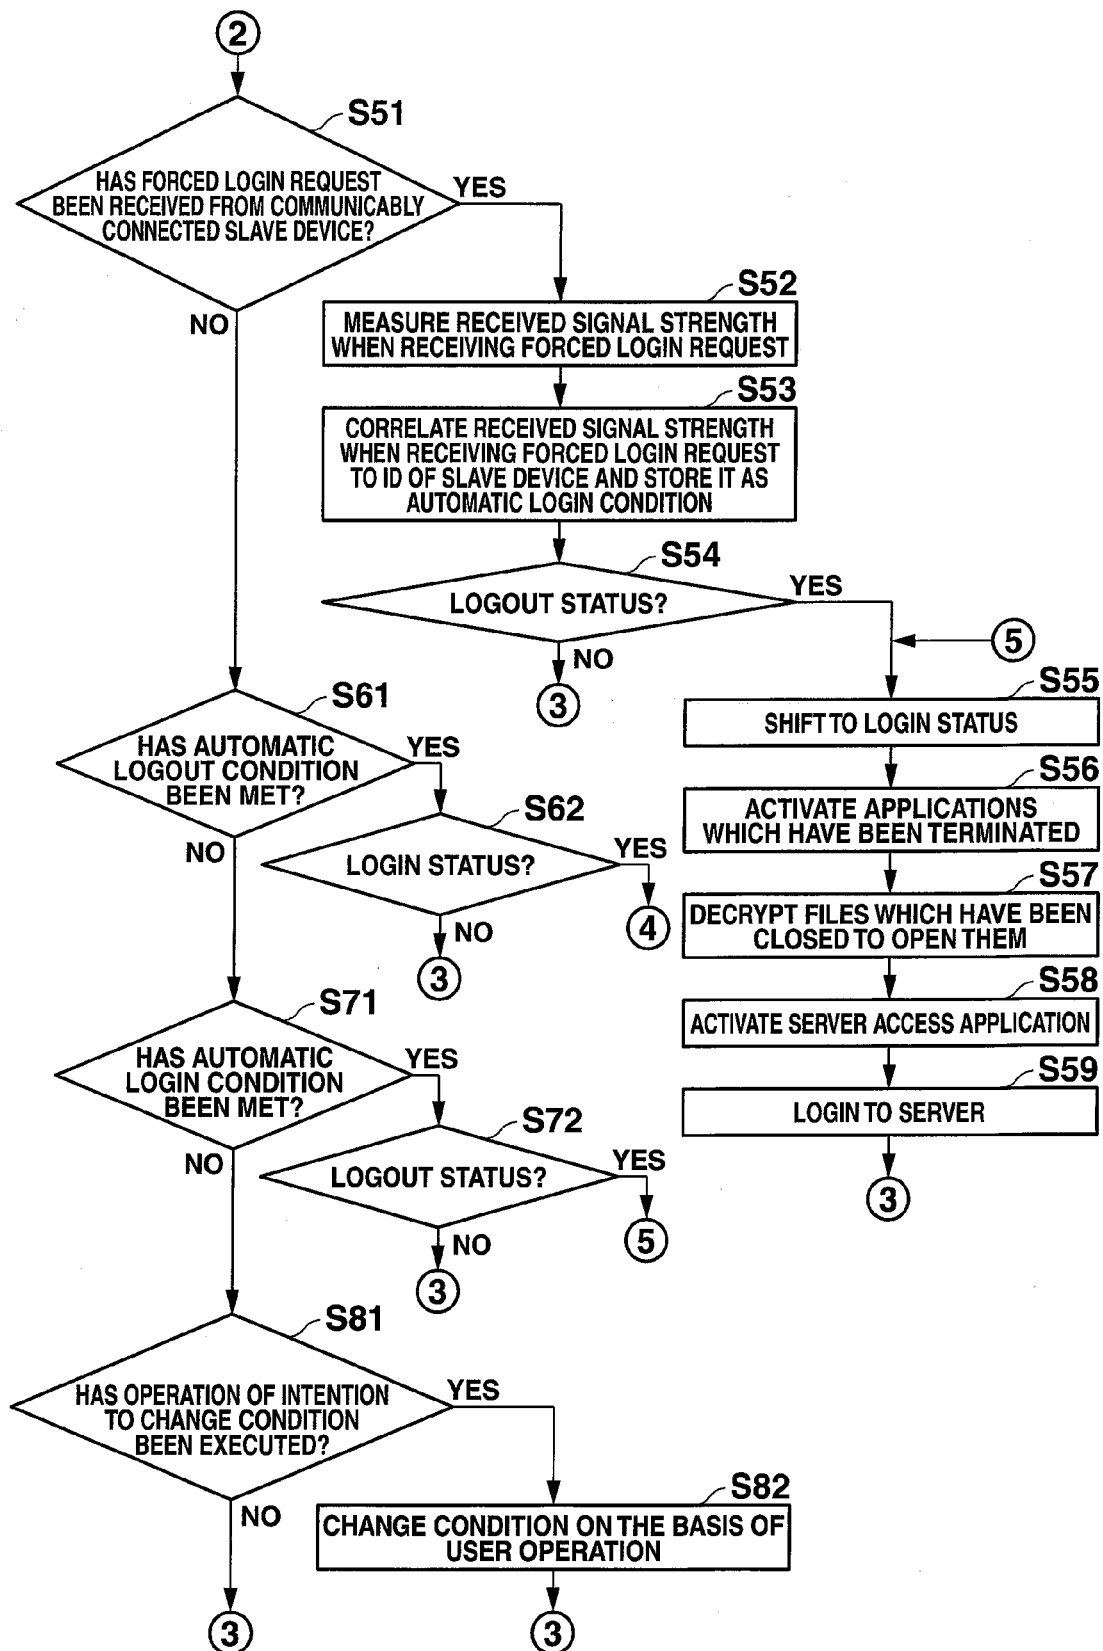 2
S51
HAS FORCED LOGIN REQUEST
BEEN RECEIVED FROM COMMUNICABLY
CONNECTED SLAVE DEVICE?
YES
NO
S52
MEASURE RECEIVED SIGNAL STRENGTH
WHEN RECEIVING FORCED LOGIN REQUEST
S53
CORRELATE RECEIVED SIGNAL STRENGTH
WHEN RECEIVING FORCED LOGIN REQUEST
TO ID OF SLAVE DEVICE AND STORE IT AS
AUTOMATIC LOGIN CONDITION
S54
LOGOUT STATUS?
YES
NO
3
5
S55
SHIFT TO LOGIN STATUS
S56
ACTIVATE APPLICATIONS
WHICH HAVE BEEN TERMINATED
S57
DECRYPT FILES WHICH HAVE BEEN
CLOSED TO OPEN THEM
S58
ACTIVATE SERVER ACCESS APPLICATION
S59
LOGIN TO SERVER
3
S61
HAS AUTOMATIC
LOGOUT CONDITION
BEEN MET?
YES
NO
S62
LOGIN STATUS?
YES
4
NO
3
S71
HAS AUTOMATIC
LOGIN CONDITION
BEEN MET?
YES
NO
S72
LOGOUT STATUS?
YES
5
NO
3
S81
HAS OPERATION OF INTENTION
TO CHANGE CONDITION
BEEN EXECUTED?
YES
NO
3
S82
CHANGE CONDITION ON THE BASIS OF
USER OPERATION
3